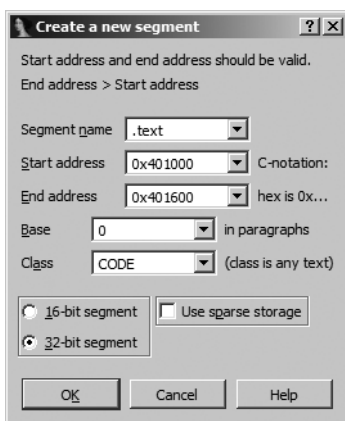 Create a new segment
Start address and end address should be valid.
End address > Start address
Segment name .text
Start address 0x401000 C-notation:
End address 0x401600 hex is 0x...
Base 0 in paragraphs
Class CODE (class is any text)
16-bit segment Use sparse storage
32-bit segment
OK Cancel Help